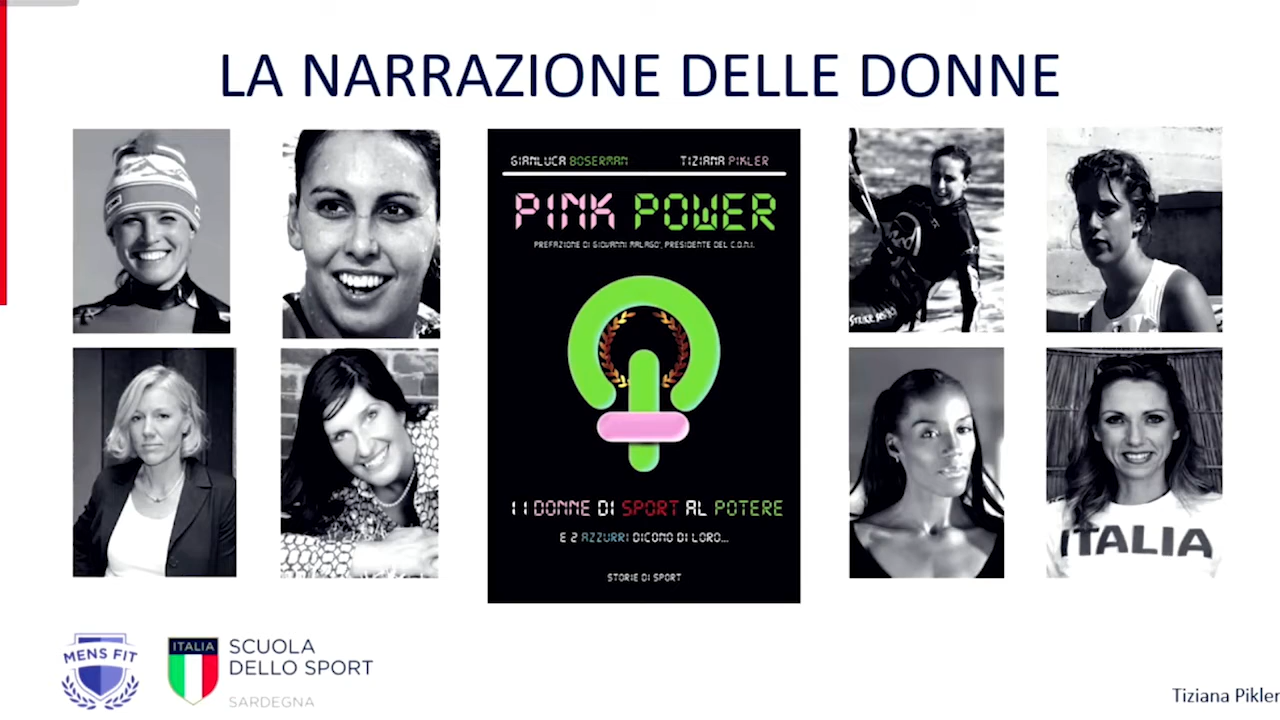 LA NARRAZIONE DELLE DONNE
GIANLUCA BOSERMAN
TIZIANA PIKLER
PINK POWER
PREFAZIONE DI GIOVANNI MALAGO', PRESIDENTE DEL C.O.N.I.
11 DONNE DI SPORT AL POTERE
E 2 AZZURRI DICONO DI LORO...
STORIE DI SPORT
ITALIA
MENS FIT
ITALIA
SCUOLA
DELLO SPORT
SARDEGNA
Tiziana Pikler